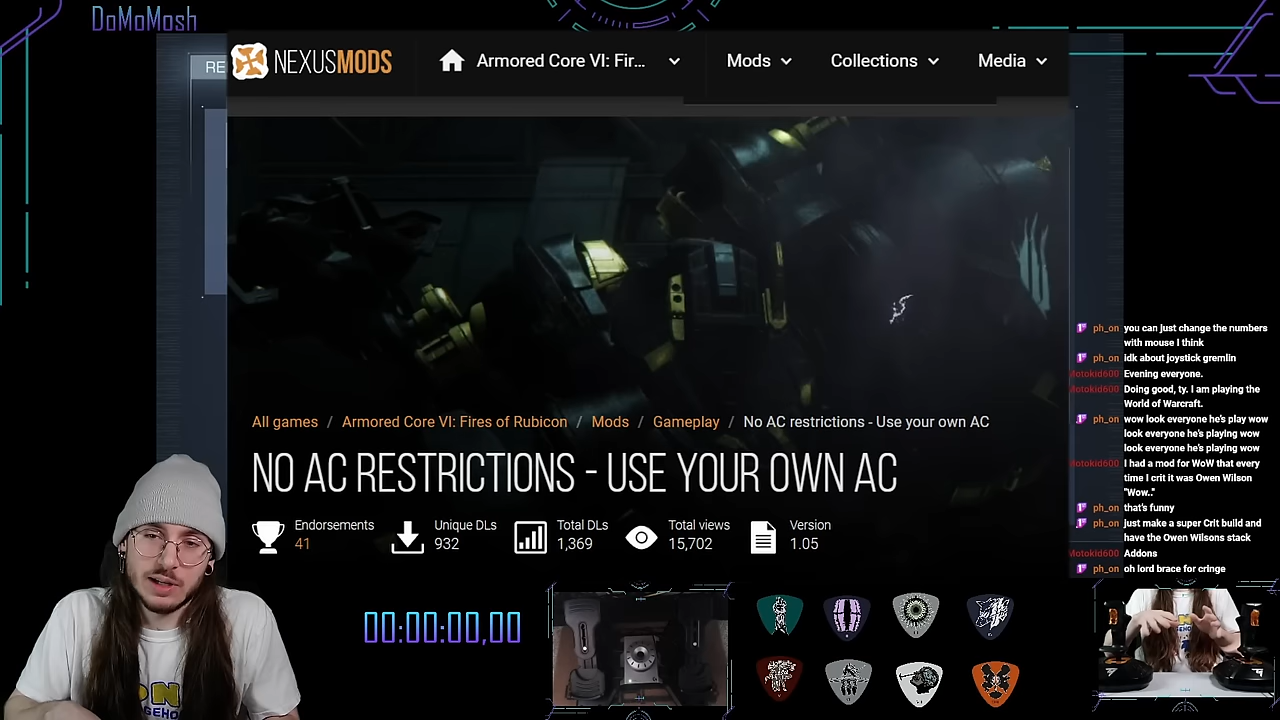 DoMoMosh
RE
NEXUSMODS
Armored Core VI: Fir...
Mods
Collections
Media
All games / Armored Core VI: Fires of Rubicon / Mods / Gameplay / No AC restrictions - Use your own AC
NO AC RESTRICTIONS - USE YOUR OWN AC
Endorsements
41
Unique DLs
932
Total DLs
1,369
Total views
15,702
Version
1.05
ph_on you can just change the numbers
with mouse I think
ph_on idk about joystick gremlin
Motokid600 Evening everyone.
Motokid600 Doing good, ty. I am playing the
World of Warcraft.
ph_on wow look everyone he's play wow
look everyone he's playing wow
look everyone he's playing wow
Motokid600 I had a mod for WoW that every
time I crit it was Owen Wilson
"Wow.."
ph_on that's funny
ph_on just make a super Crit build and
have the Owen Wilsons stack
Motokid600 Addons
ph_on oh lord brace for cringe
00:00:00,00